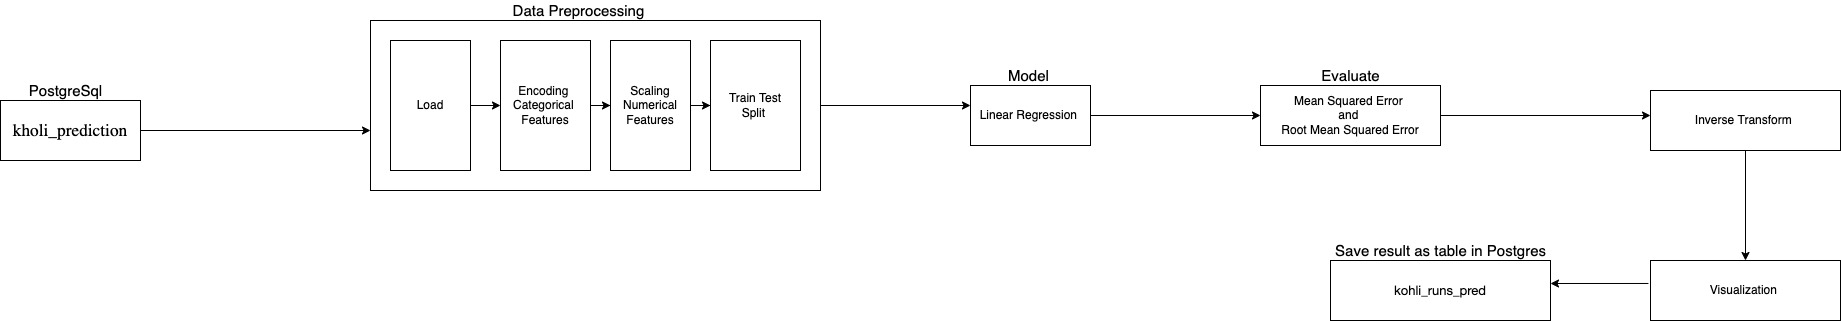 Data Preprocessing
PostgreSql
kholi_prediction
Load
Encoding
Categorical
Features
Scaling
Numerical
Features
Train Test
Split
Model
Linear Regression
Evaluate
Mean Squared Error
and
Root Mean Squared Error
Inverse Transform
Visualization
Save result as table in Postgres
kohli_runs_pred